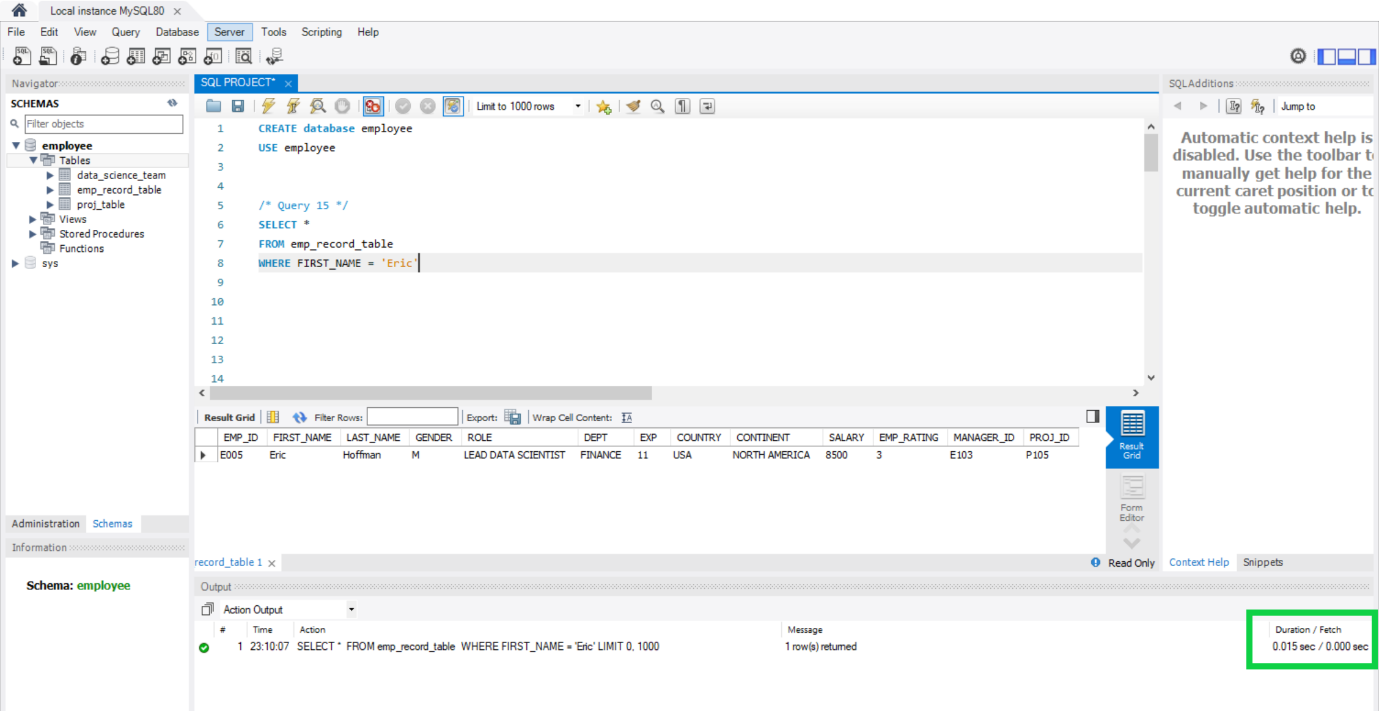 Local instance MySQL80 ×
File Edit View Query Database Server Tools Scripting Help
Navigator
SCHEMAS
Filter objects
employee
Tables
data_science_team
emp_record_table
proj_table
Views
Stored Procedures
Functions
sys
Administration Schemas
Information
Schema: employee
SQL PROJECT* ×
Limit to 1000 rows
1 CREATE database employee
2 USE employee
3
4
5 /* Query 15 */
6 SELECT *
7 FROM emp_record_table
8 WHERE FIRST_NAME = 'Eric'
9
10
11
12
13
14
Result Grid Filter Rows: Export: Wrap Cell Content:
EMP_ID FIRST_NAME LAST_NAME GENDER ROLE DEPT EXP COUNTRY CONTINENT SALARY EMP_RATING MANAGER_ID PROJ_ID
E005 Eric Hoffman M LEAD DATA SCIENTIST FINANCE 11 USA NORTH AMERICA 8500 3 E103 P105
Result
Grid
Form
Editor
record_table 1 ×
Read Only
Output
Action Output
# Time Action Message Duration / Fetch
1 23:10:07 SELECT * FROM emp_record_table WHERE FIRST_NAME = 'Eric' LIMIT 0, 1000 1 row(s) returned 0.015 sec / 0.000 sec
SQLAdditions
Jump to
Automatic context help is
disabled. Use the toolbar to
manually get help for the
current caret position or to
toggle automatic help.
Context Help Snippets